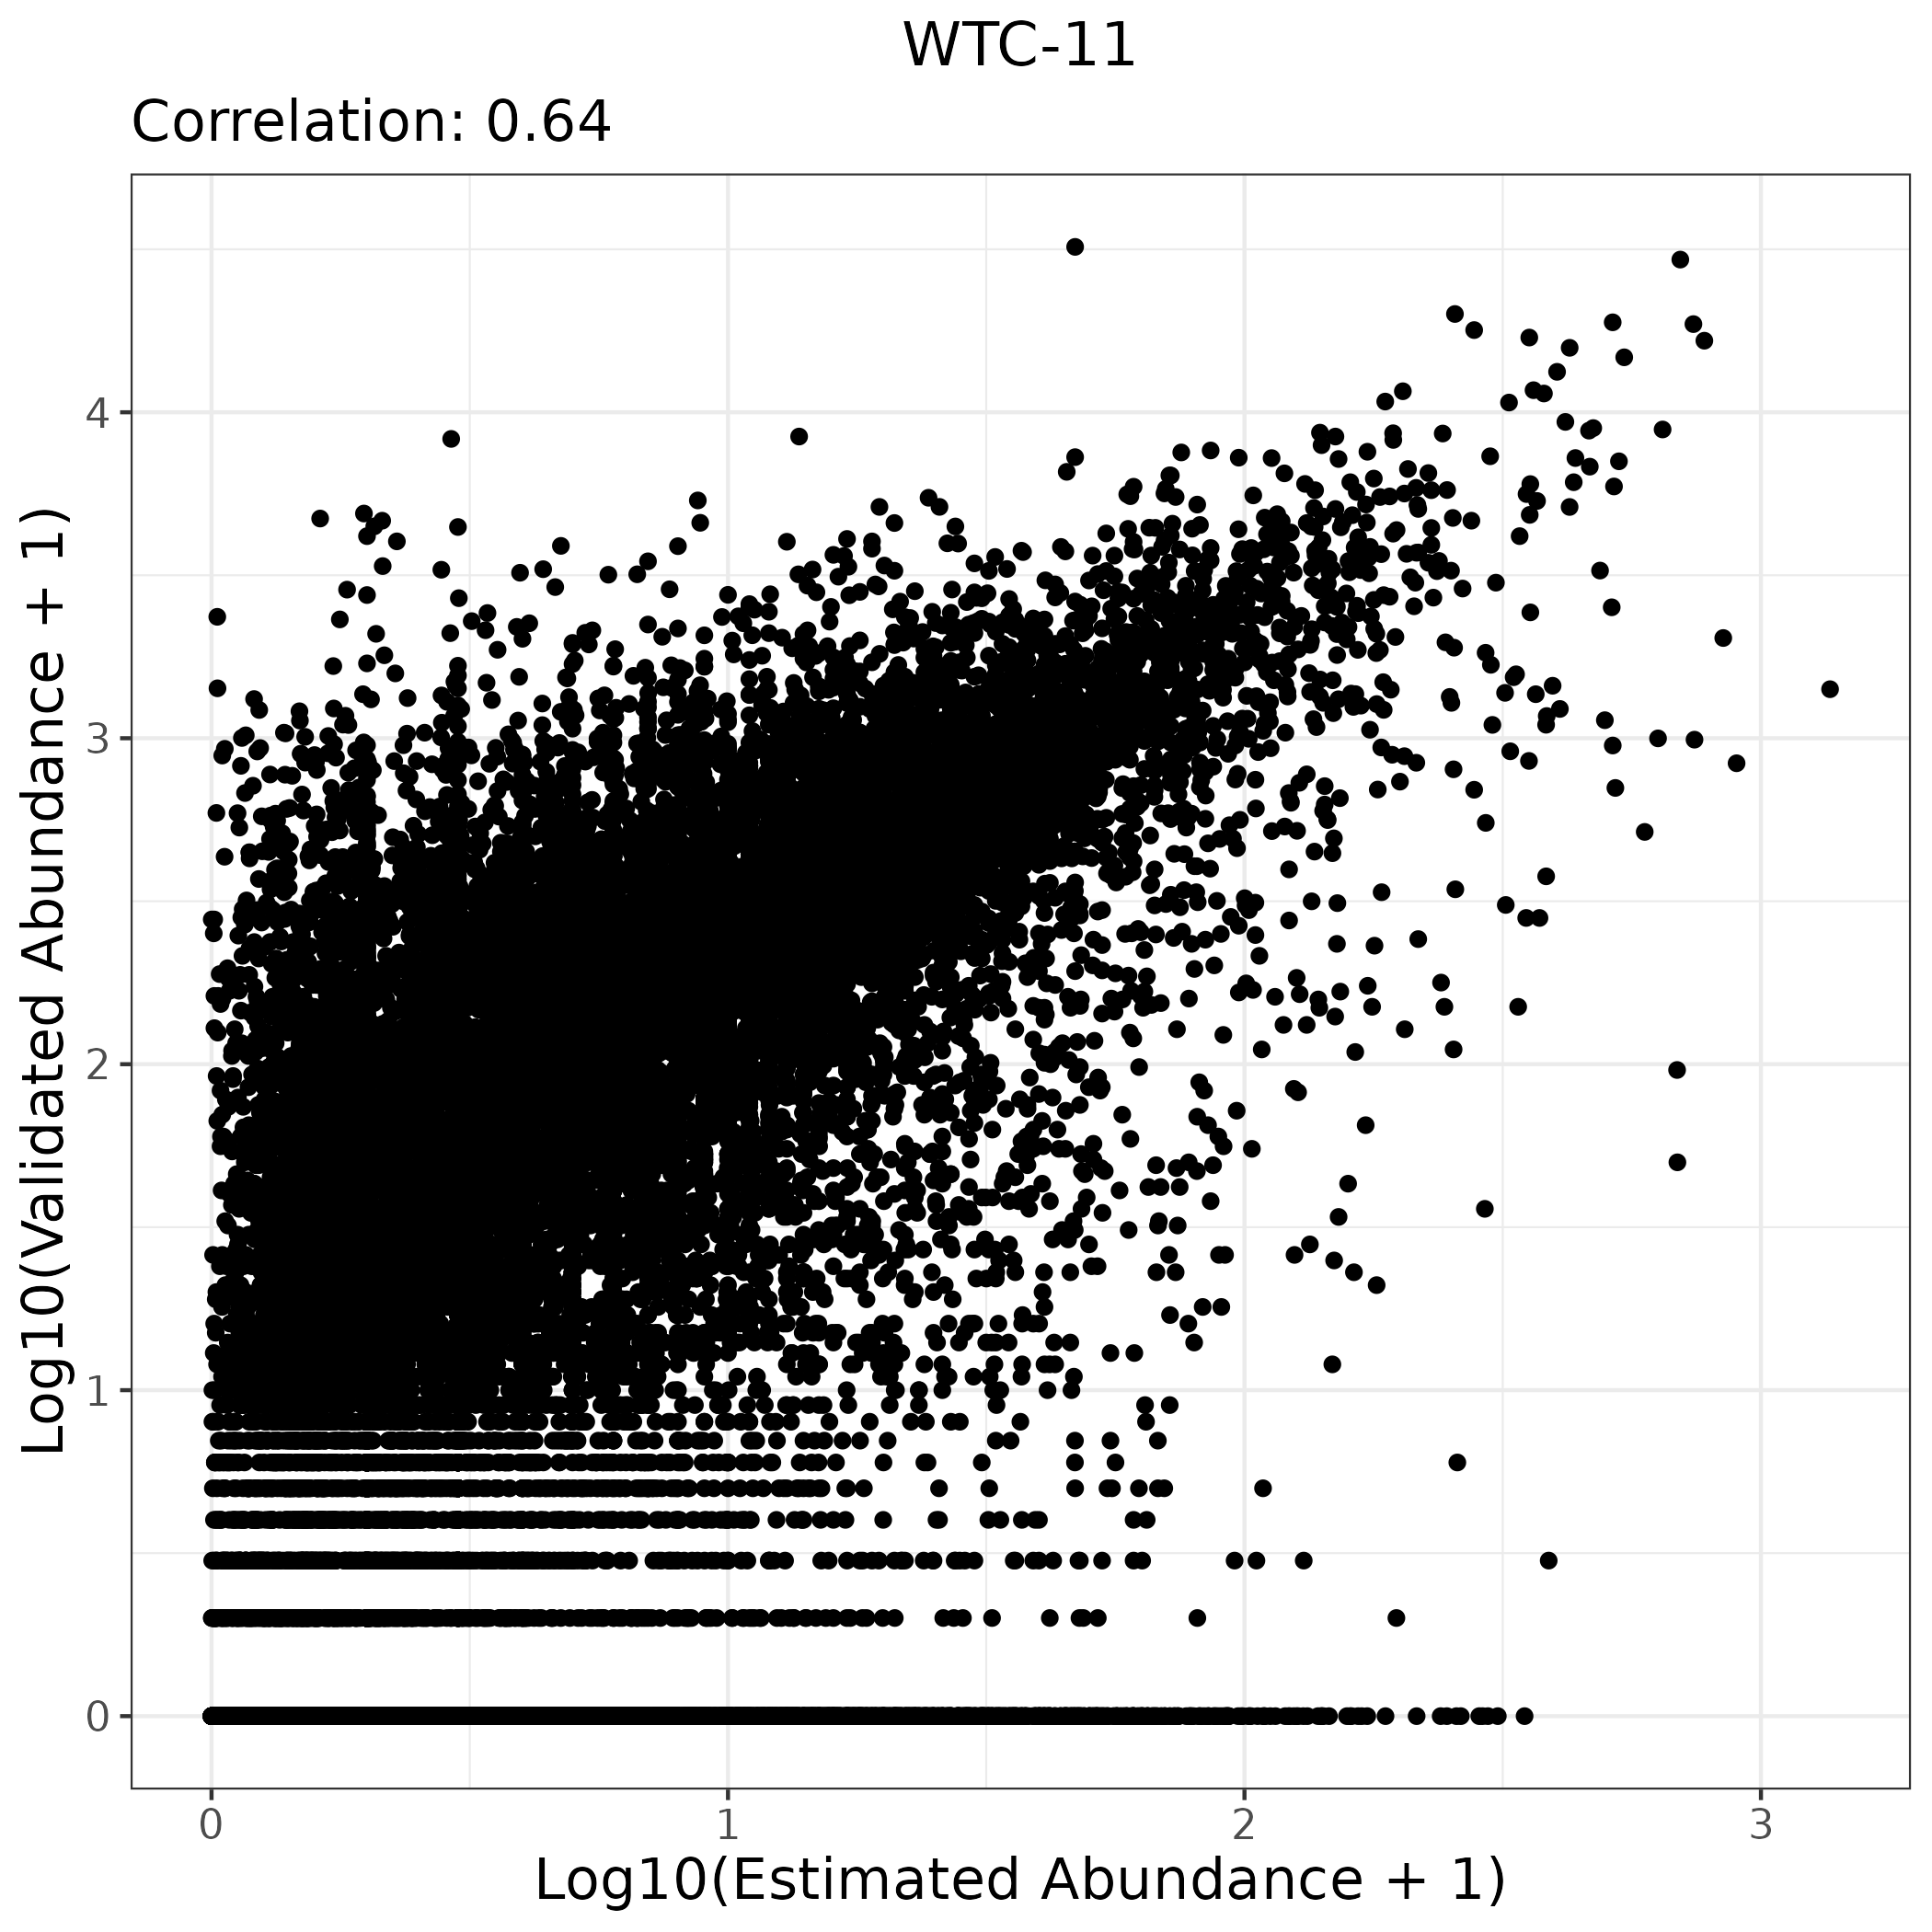 WTC-11
Correlation: 0.64
Log10(Validated Abundance + 1)
4
3
2
1
0
0 1 2 3
Log10(Estimated Abundance + 1)